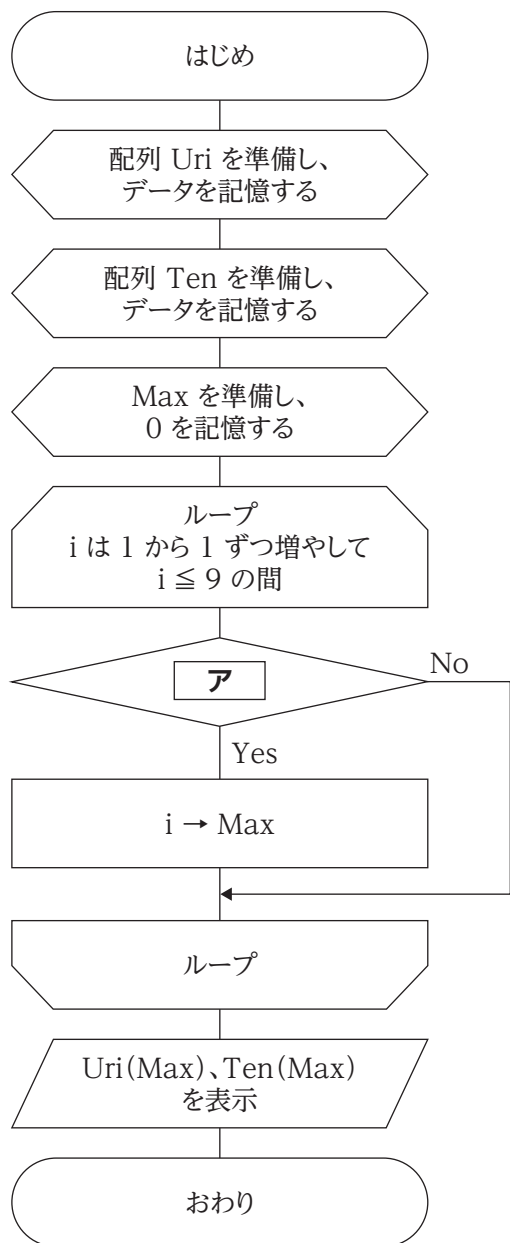 はじめ
配列 Uri を準備し、
データを記憶する
配列 Ten を準備し、
データを記憶する
Max を準備し、
0 を記憶する
ループ
i は 1 から 1 ずつ増やして
i ≦ 9 の間
ア
No
Yes
i → Max
ループ
Uri(Max)、Ten(Max)
を表示
おわり